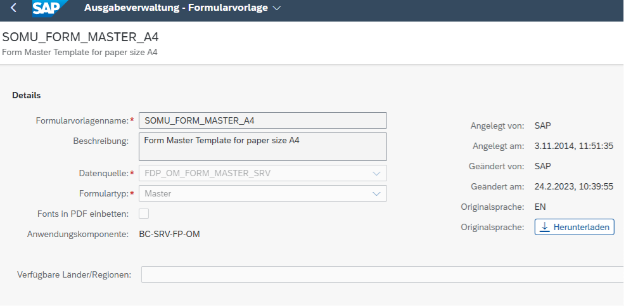 SAP Ausgabeverwaltung - Formularvorlage
SOMU_FORM_MASTER_A4
Form Master Template for paper size A4
Details
Formularvorlagenname:* SOMU_FORM_MASTER_A4
Beschreibung: Form Master Template for paper size A4
Datenquelle:* FDP_OM_FORM_MASTER_SRV
Formulartyp:* Master
Fonts in PDF einbetten:
Anwendungskomponente: BC-SRV-FP-OM
Angelegt von: SAP
Angelegt am: 3.11.2014, 11:51:35
Geändert von: SAP
Geändert am: 24.2.2023, 10:39:55
Originalsprache: EN
Originalsprache: Herunterladen
Verfügbare Länder/Regionen: